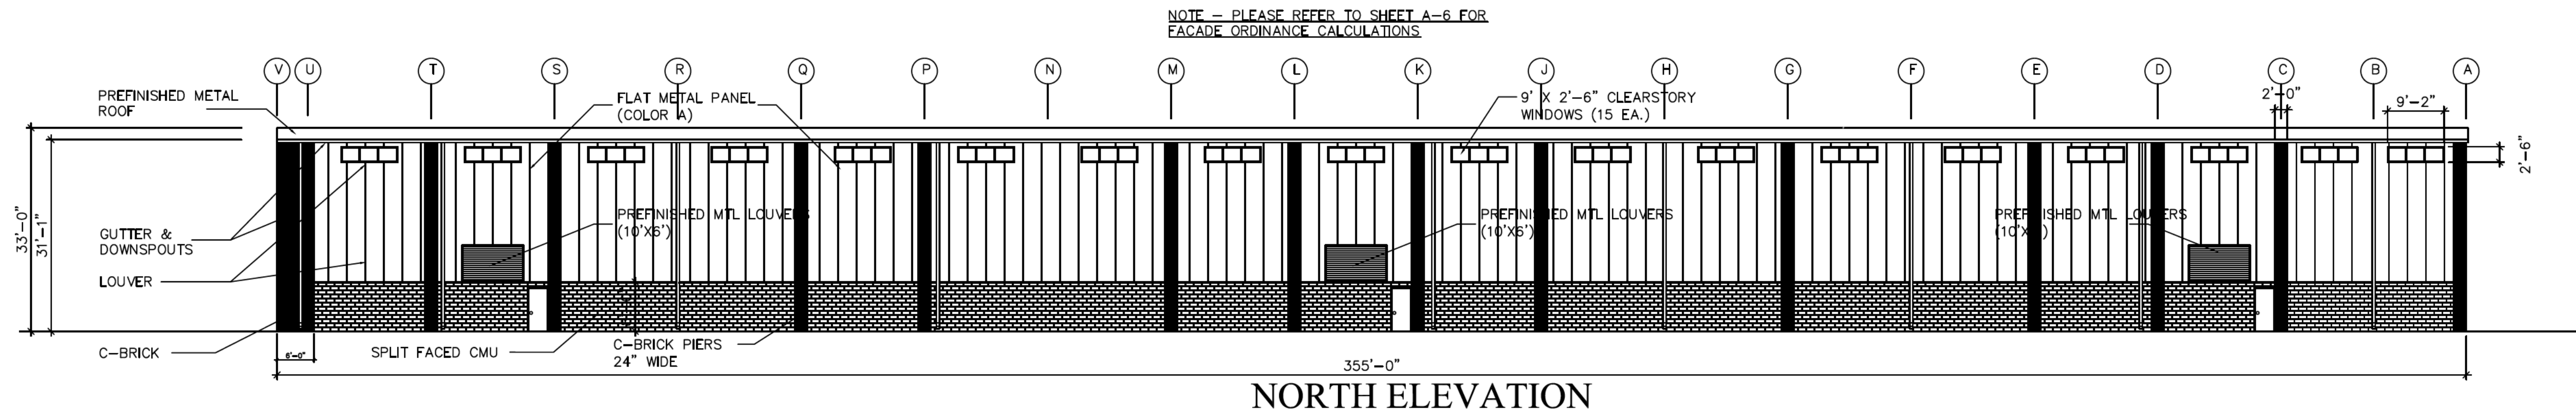 NOTE – PLEASE REFER TO SHEET A–6 FOR
FACADE ORDINANCE CALCULATIONS
V U T S R Q P N M L K J H G F E D C B A
PREFINISHED METAL
ROOF
FLAT METAL PANEL
(COLOR A)
9' X 2'–6" CLEARSTORY
WINDOWS (15 EA.)
2'–0"
9'–2"
2'–6"
33'–0"
31'–1"
GUTTER &
DOWNSPOUTS
LOUVER
PREFINISHED MTL LOUVERS
(10'X6')
PREFINISHED MTL LOUVERS
(10'X6')
PREFINISHED MTL LOUVERS
C–BRICK
6'–0"
SPLIT FACED CMU
C–BRICK PIERS
24" WIDE
355'–0"
NORTH ELEVATION